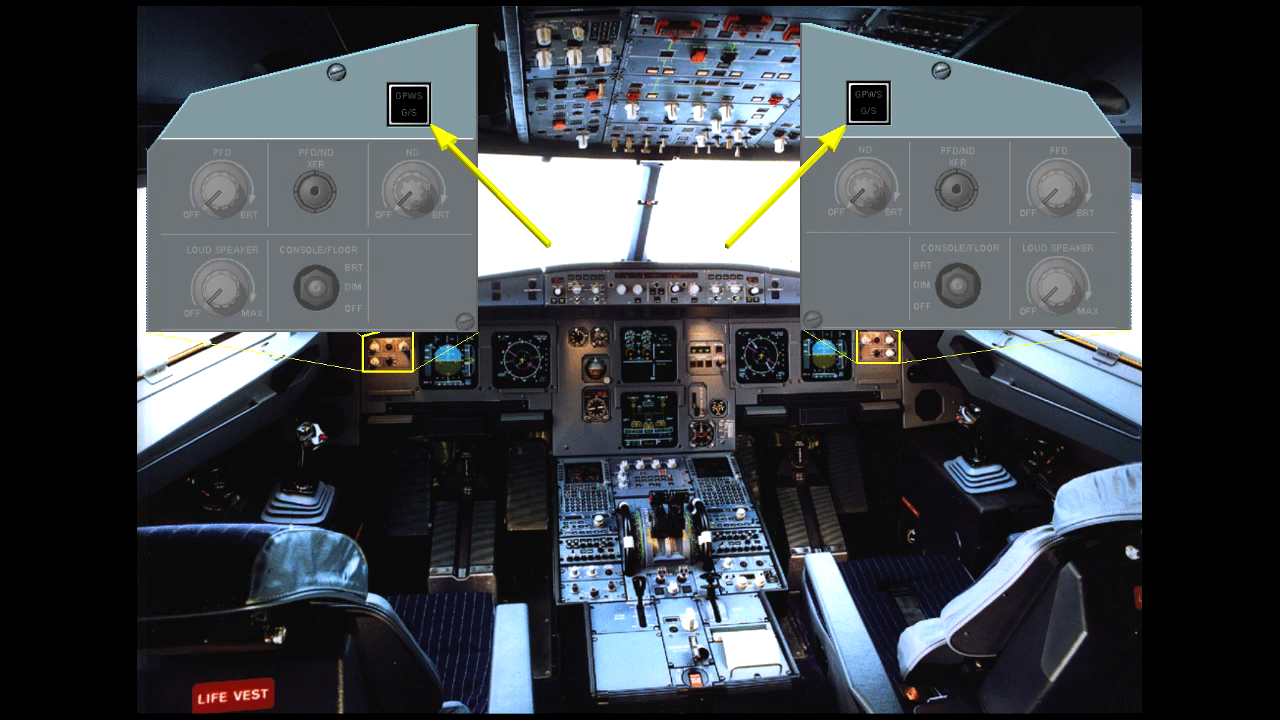 GPWS
G/S
PFD
PFD/ND
XFR
ND
OFF
BRT
OFF
BRT
LOUD SPEAKER
CONSOLE/FLOOR
BRT
DIM
OFF
OFF
MAX
GPWS
G/S
ND
PFD/ND
XFR
PFD
OFF
BRT
OFF
BRT
CONSOLE/FLOOR
LOUD SPEAKER
BRT
DIM
OFF
OFF
MAX
LIFE VEST